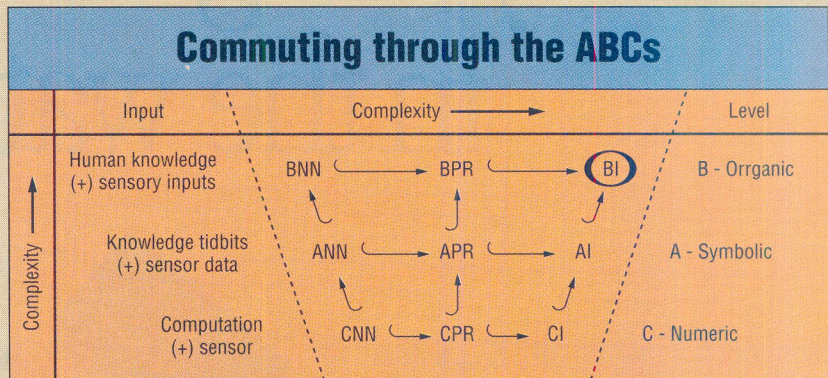 Commuting through the ABCs
Input Complexity Level
Human knowledge
(+) sensory inputs
BNN BPR BI B - Orrganic
Knowledge tidbits
(+) sensor data
ANN APR AI A - Symbolic
Computation
(+) sensor
CNN CPR CI C - Numeric
Complexity